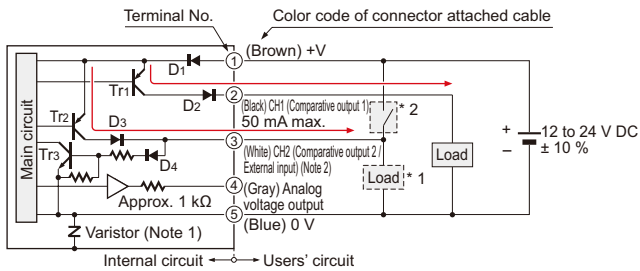 Terminal No.
Color code of connector attached cable
Main circuit
D1
1
(Brown) +V
Tr1
D2
2
(Black) CH1 (Comparative output 1)
50 mA max.
* 2
Tr2
D3
3
(White) CH2 (Comparative output 2 /
External input) (Note 2)
Tr3
D4
Load
* 1
Load
+
−
12 to 24 V DC
± 10 %
4
(Gray) Analog
voltage output
Approx. 1 kΩ
5
(Blue) 0 V
Z
Varistor (Note 1)
Internal circuit
Users' circuit